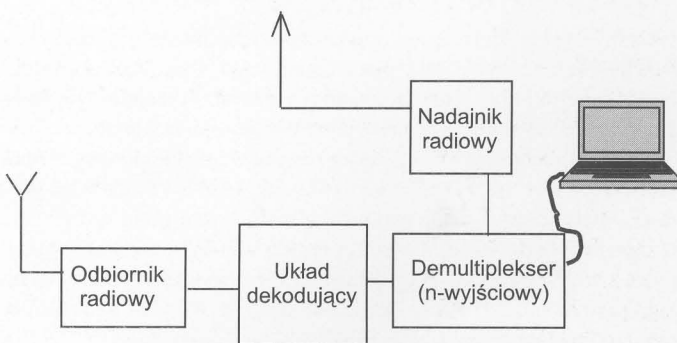 Nadajnik
radiowy
Odbiornik
radiowy
Układ
dekodujący
Demultiplekser
(n-wyjściowy)